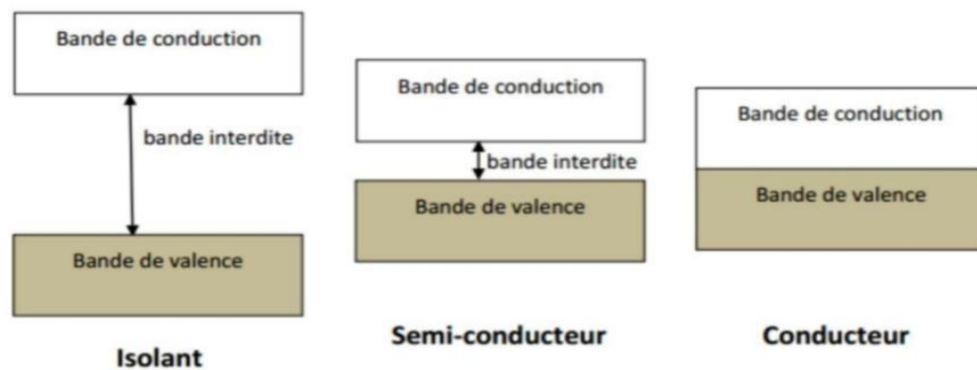 Bande de conduction
bande interdite
Bande de valence
Isolant
Bande de conduction
bande interdite
Bande de valence
Semi-conducteur
Bande de conduction
Bande de valence
Conducteur